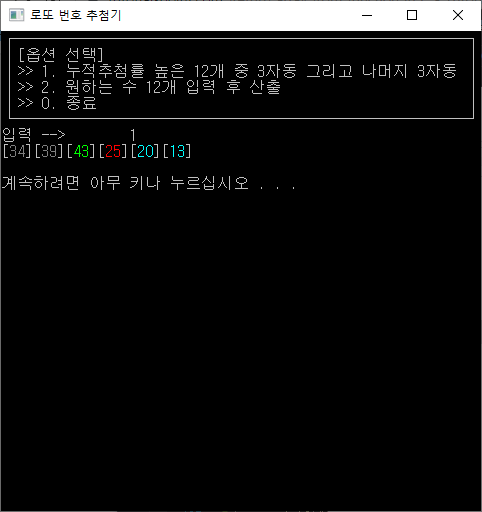 로또 번호 추첨기
[옵션 선택]
>> 1. 누적추첨률 높은 12개 중 3자동 그리고 나머지 3자동
>> 2. 원하는 수 12개 입력 후 산출
>> 0. 종료
입력 --> 1
[34][39][43][25][20][13]
계속하려면 아무 키나 누르십시오 . . .